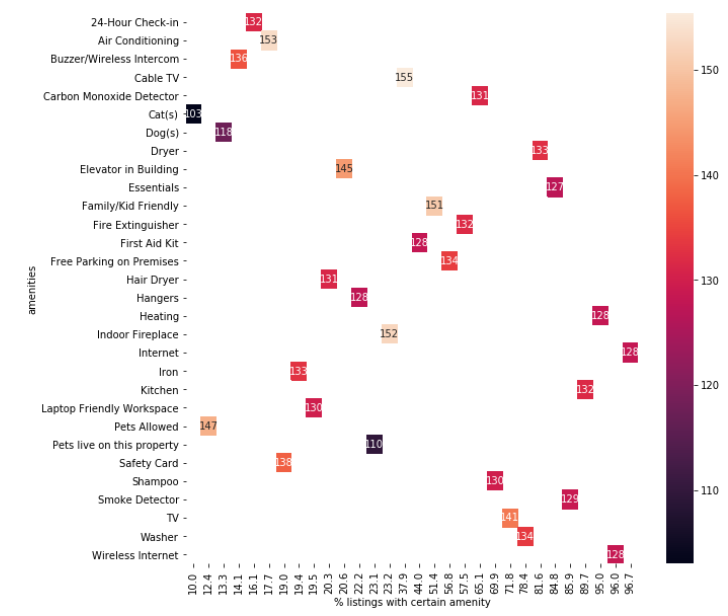 24-Hour Check-in 132
Air Conditioning 153 150
Buzzer/Wireless Intercom 136
Cable TV 155
Carbon Monoxide Detector 131
Cat(s) 103
Dog(s) 118
Dryer 133
Elevator in Building 145 140
Essentials 127
Family/Kid Friendly 151
Fire Extinguisher 132
First Aid Kit 128
Free Parking on Premises 134
Hair Dryer 131 130
Hangers 128
Heating 128
Indoor Fireplace 152
Internet 128
Iron 133
Kitchen 132 120
Laptop Friendly Workspace 130
Pets Allowed 147
Pets live on this property 110
Safety Card 138
Shampoo 130 110
Smoke Detector 129
TV 141
Washer 134
Wireless Internet 128
amenities
10.0 12.4 13.3 14.1 16.1 17.7 19.0 19.4 19.5 20.3 20.6 22.2 23.1 23.2 37.9 44.0 51.4 56.8 57.5 65.1 69.9 71.8 78.4 81.6 84.8 85.9 89.7 95.0 96.0 96.7
% listings with certain amenity